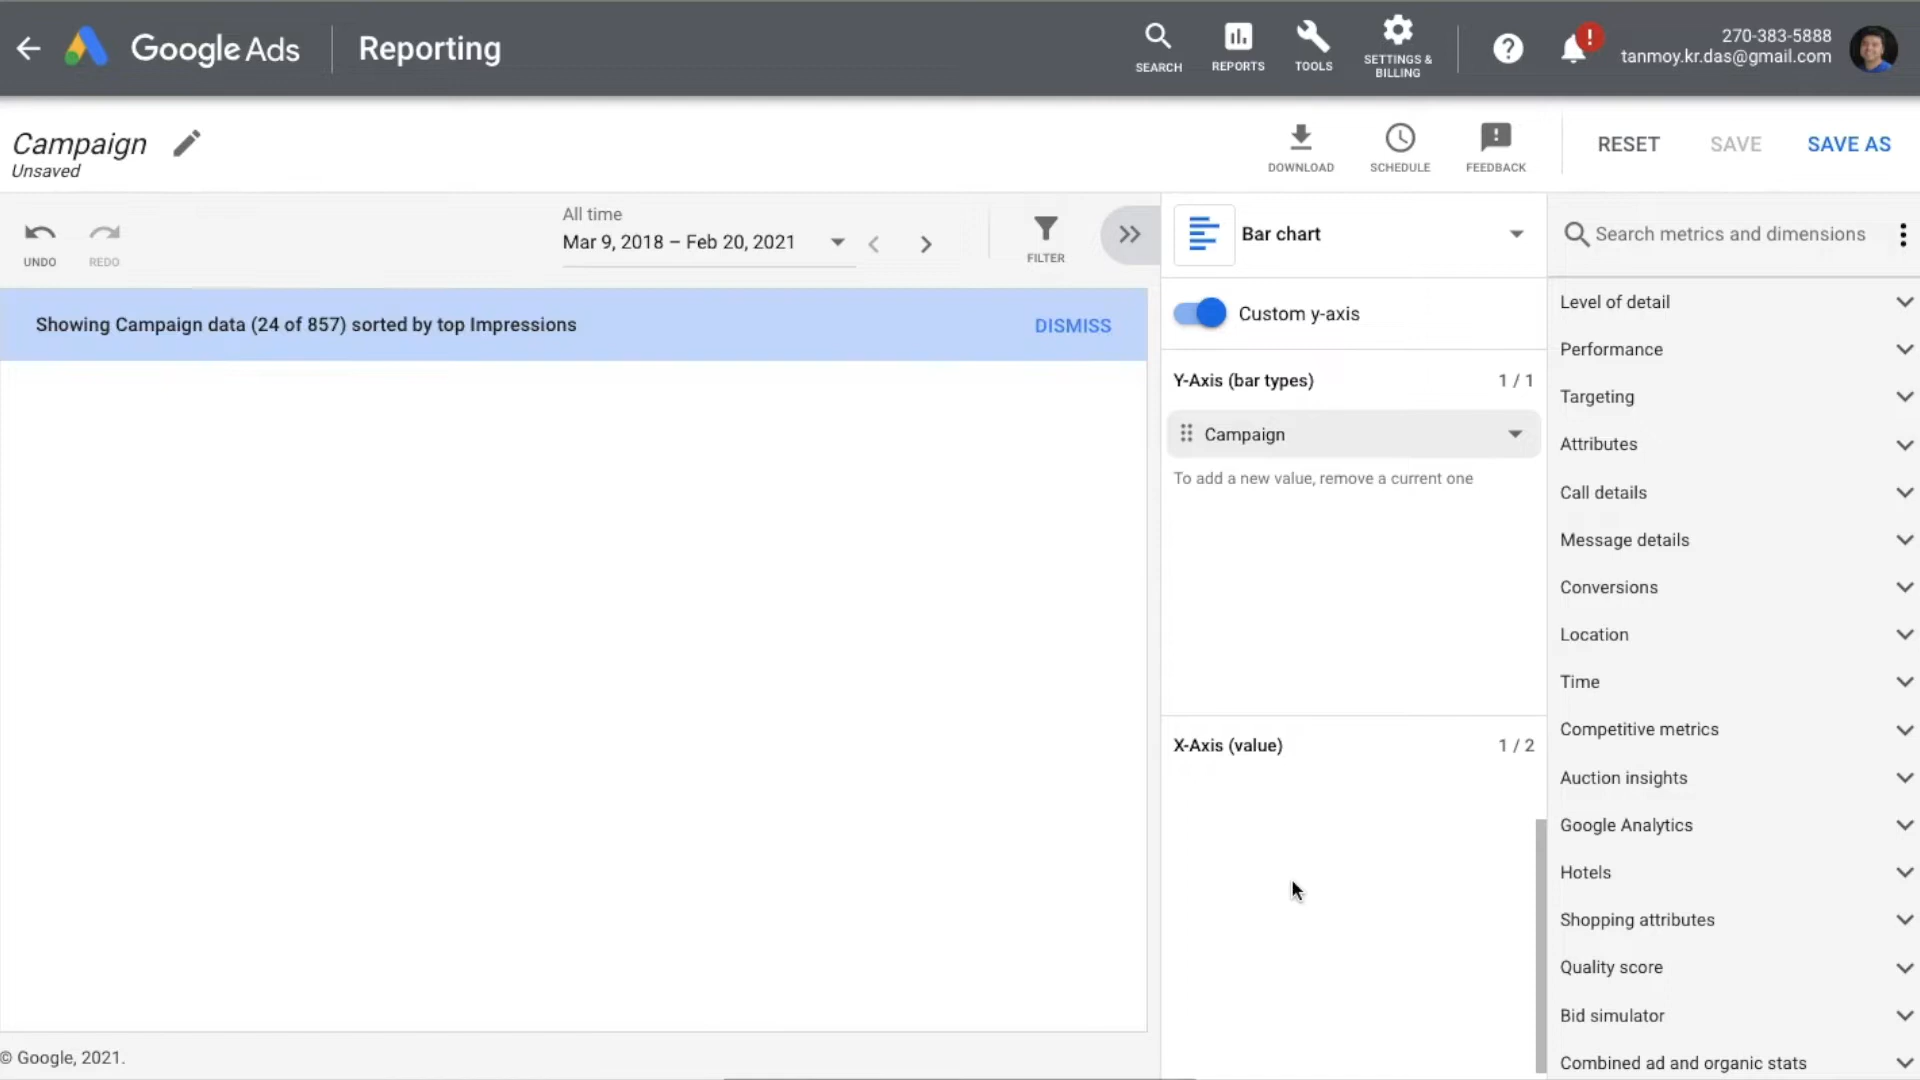 Google Ads
Reporting
SEARCH
REPORTS
TOOLS
SETTINGS &
BILLING
270-383-5888
tanmoy.kr.das@gmail.com
Campaign
Unsaved
DOWNLOAD
SCHEDULE
FEEDBACK
RESET
SAVE
SAVE AS
UNDO
REDO
All time
Mar 9, 2018 – Feb 20, 2021
FILTER
Bar chart
Search metrics and dimensions
Showing Campaign data (24 of 857) sorted by top Impressions
DISMISS
Custom y-axis
Y-Axis (bar types) 1 / 1
Campaign
To add a new value, remove a current one
X-Axis (value) 1 / 2
Level of detail
Performance
Targeting
Attributes
Call details
Message details
Conversions
Location
Time
Competitive metrics
Auction insights
Google Analytics
Hotels
Shopping attributes
Quality score
Bid simulator
Combined ad and organic stats
© Google, 2021.